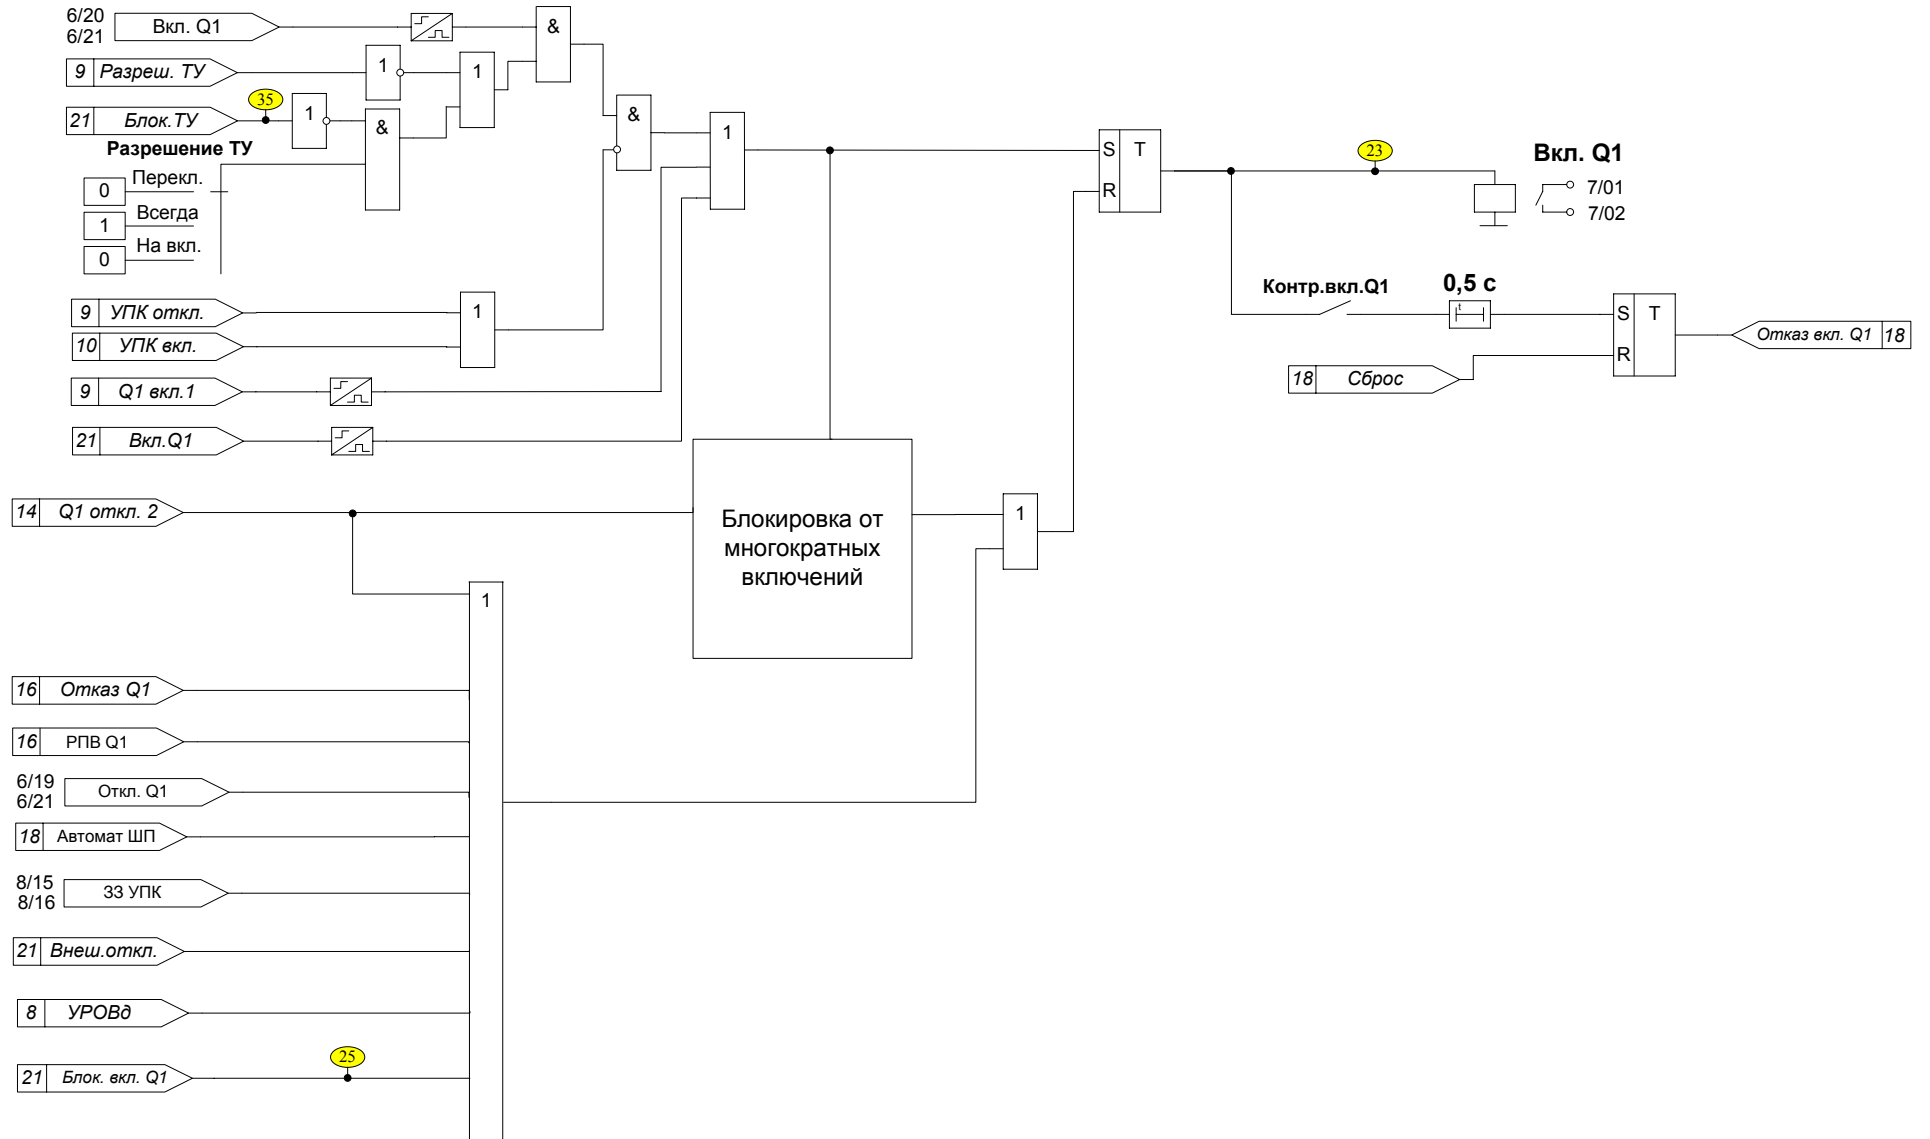 6/20
6/21
Вкл. Q1
&
9 Разреш. ТУ
1
1
21 Блок.ТУ
35
1
&
Разрешение ТУ
0 Перекл.
1 Всегда
0 На вкл.
&
1
9 УПК откл.
10 УПК вкл.
1
9 Q1 вкл.1
21 Вкл.Q1
S T
R
23
Вкл. Q1
7/01
7/02
Контр.вкл.Q1
0,5 с
t
S T
R
Отказ вкл. Q1 18
18 Сброс
14 Q1 откл. 2
Блокировка от
многократных
включений
1
1
16 Отказ Q1
16 РПВ Q1
6/19
6/21
Откл. Q1
18 Автомат ШП
8/15
8/16
ЗЗ УПК
21 Внеш.откл.
8 УРОВд
25
21 Блок. вкл. Q1